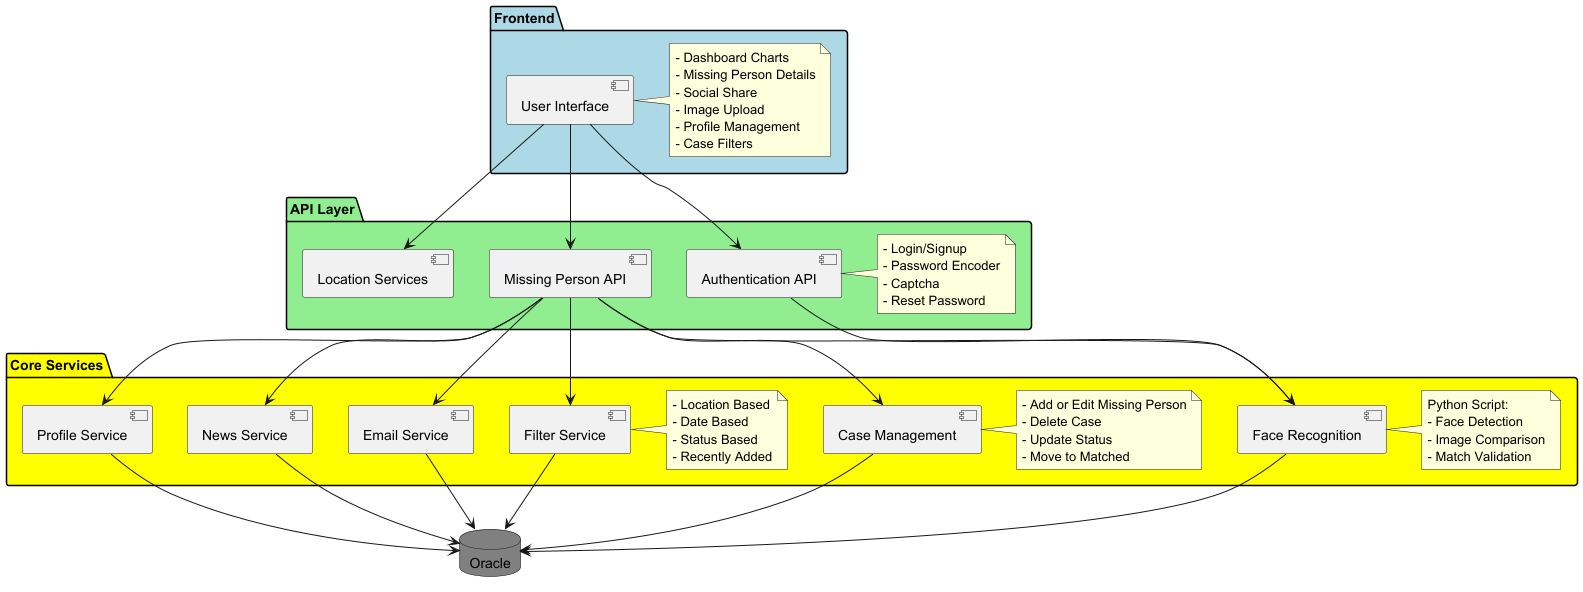 Frontend
User Interface
- Dashboard Charts
- Missing Person Details
- Social Share
- Image Upload
- Profile Management
- Case Filters
API Layer
Location Services
Missing Person API
Authentication API
- Login/Signup
- Password Encoder
- Captcha
- Reset Password
Core Services
Profile Service
News Service
Email Service
Filter Service
- Location Based
- Date Based
- Status Based
- Recently Added
Case Management
- Add or Edit Missing Person
- Delete Case
- Update Status
- Move to Matched
Face Recognition
Python Script:
- Face Detection
- Image Comparison
- Match Validation
Oracle